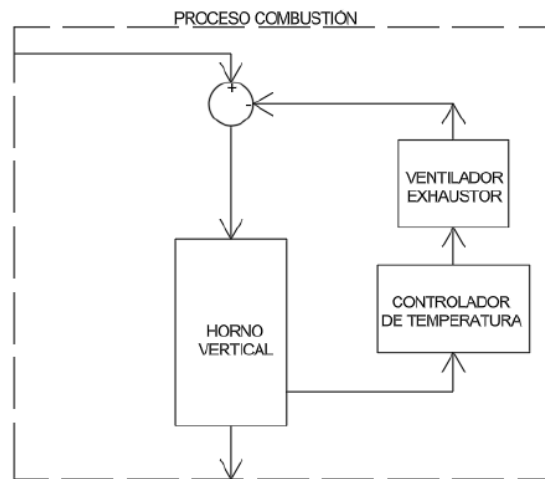 PROCESO COMBUSTIÓN
+
-
VENTILADOR
EXHAUSTOR
CONTROLADOR
DE TEMPERATURA
HORNO
VERTICAL